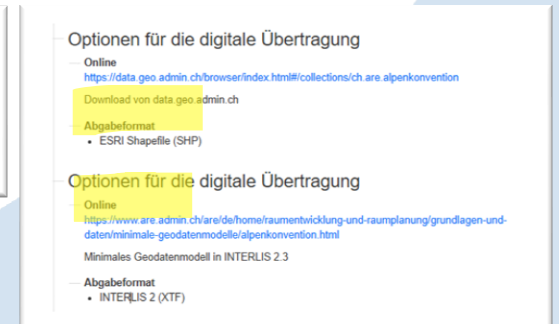 Optionen für die digitale Übertragung
Online
https://data.geo.admin.ch/browser/index.html#/collections/ch.are.alpenkonvention
Download von data.geo.admin.ch
Abgabeformat
• ESRI Shapefile (SHP)
Optionen für die digitale Übertragung
Online
https://www.are.admin.ch/are/de/home/raumentwicklung-und-raumplanung/grundlagen-und-
daten/minimale-geodatenmodelle/alpenkonvention.html
Minimales Geodatenmodell in INTERLIS 2.3
Abgabeformat
• INTERLIS 2 (XTF)